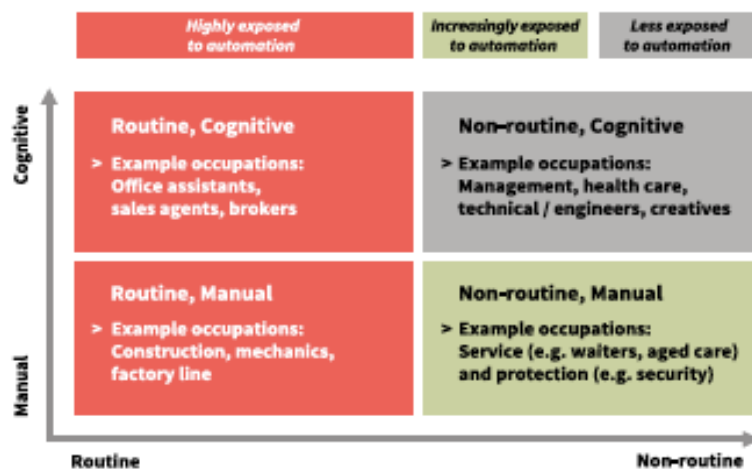 Highly exposed
to automation
Increasingly exposed
to automation
Less exposed
to automation
Cognitive
Routine, Cognitive
> Example occupations:
Office assistants,
sales agents, brokers
Non-routine, Cognitive
> Example occupations:
Management, health care,
technical / engineers, creatives
Manual
Routine, Manual
> Example occupations:
Construction, mechanics,
factory line
Non-routine, Manual
> Example occupations:
Service (e.g. waiters, aged care)
and protection (e.g. security)
Routine
Non-routine